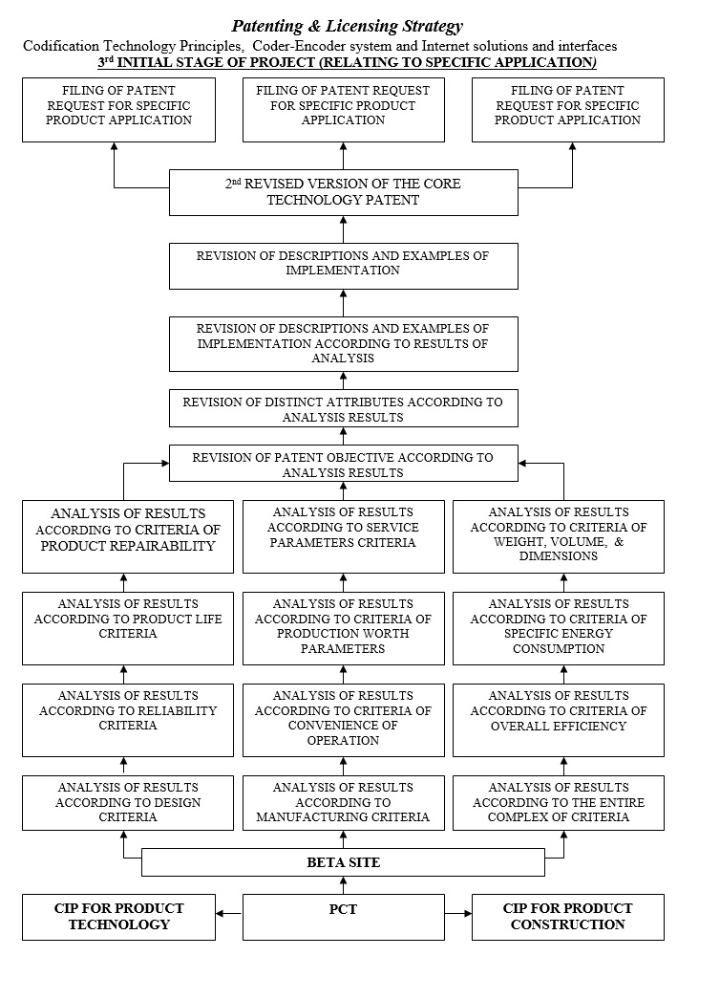 Patenting & Licensing Strategy
Codification Technology Principles,  Coder-Encoder system and Internet solutions and interfaces
3rd INITIAL STAGE OF PROJECT (RELATING TO SPECIFIC APPLICATION)
FILING OF PATENT
REQUEST FOR SPECIFIC
PRODUCT APPLICATION
FILING OF PATENT REQUEST
FOR SPECIFIC PRODUCT
APPLICATION
FILING OF PATENT
REQUEST FOR SPECIFIC
PRODUCT APPLICATION
2nd REVISED VERSION OF THE CORE
TECHNOLOGY PATENT
REVISION OF DESCRIPTIONS AND EXAMPLES OF
IMPLEMENTATION
REVISION OF DESCRIPTIONS AND EXAMPLES OF
IMPLEMENTATION ACCORDING TO RESULTS OF
ANALYSIS
REVISION OF DISTINCT ATTRIBUTES ACCORDING TO
ANALYSIS RESULTS
REVISION OF PATENT OBJECTIVE ACCORDING TO
ANALYSIS RESULTS
ANALYSIS OF RESULTS
ACCORDING TO CRITERIA OF
PRODUCT REPAIRABILITY
ANALYSIS OF RESULTS
ACCORDING TO SERVICE
PARAMETERS CRITERIA
ANALYSIS OF RESULTS
ACCORDING TO CRITERIA OF
WEIGHT, VOLUME,  &
DIMENSIONS
ANALYSIS OF RESULTS
ACCORDING TO PRODUCT LIFE
CRITERIA
ANALYSIS OF RESULTS
ACCORDING TO CRITERIA OF
PRODUCTION WORTH
PARAMETERS
ANALYSIS OF RESULTS
ACCORDING TO CRITERIA OF
SPECIFIC ENERGY
CONSUMPTION
ANALYSIS OF RESULTS
ACCORDING TO RELIABILITY
CRITERIA
ANALYSIS OF RESULTS
ACCORDING TO CRITERIA OF
CONVENIENCE OF
OPERATION
ANALYSIS OF RESULTS
ACCORDING TO CRITERIA OF
OVERALL EFFICIENCY
ANALYSIS OF RESULTS
ACCORDING TO DESIGN
CRITERIA
ANALYSIS OF RESULTS
ACCORDING TO
MANUFACTURING CRITERIA
ANALYSIS OF RESULTS
ACCORDING TO THE ENTIRE
COMPLEX OF CRITERIA
BETA SITE
CIP FOR PRODUCT
TECHNOLOGY
PCT
CIP FOR PRODUCT
CONSTRUCTION